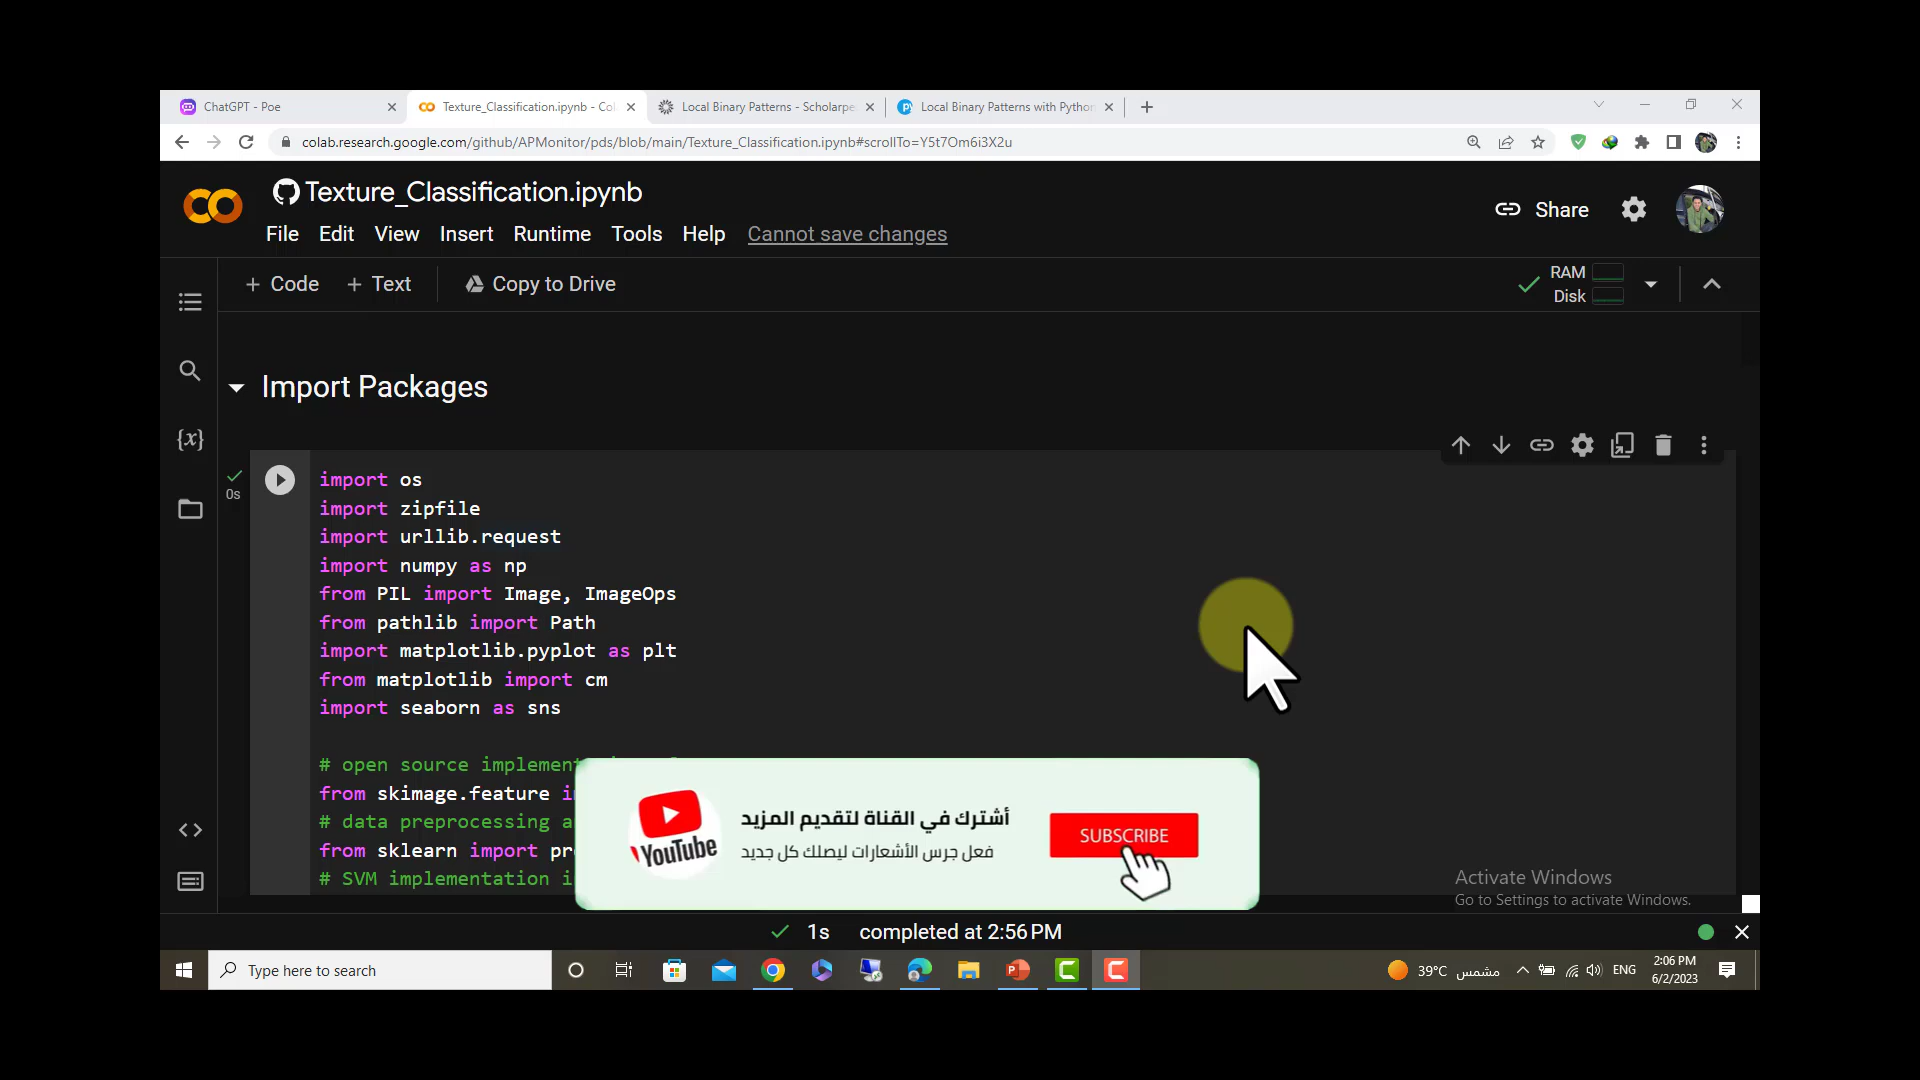 ChatGPT - Poe
Texture_Classification.ipynb - Col
Local Binary Patterns - Scholarpe
Local Binary Patterns with Python
colab.research.google.com/github/APMonitor/pds/blob/main/Texture_Classification.ipynb#scrollTo=Y5t7Om6i3X2u
Texture_Classification.ipynb
File Edit View Insert Runtime Tools Help Cannot save changes
Share
+ Code + Text Copy to Drive
RAM
Disk
Import Packages
0s
import os
import zipfile
import urllib.request
import numpy as np
from PIL import Image, ImageOps
from pathlib import Path
import matplotlib.pyplot as plt
from matplotlib import cm
import seaborn as sns
# open source implement
from skimage.feature i
# data preprocessing a
from sklearn import pr
# SVM implementation i
YouTube
أشترك في القناة لتقديم المزيد
فعل جرس الأشعارات ليصلك كل جديد
SUBSCRIBE
Activate Windows
Go to Settings to activate Windows.
1s completed at 2:56 PM
Type here to search
39°C مشمس
ENG
2:06 PM
6/2/2023